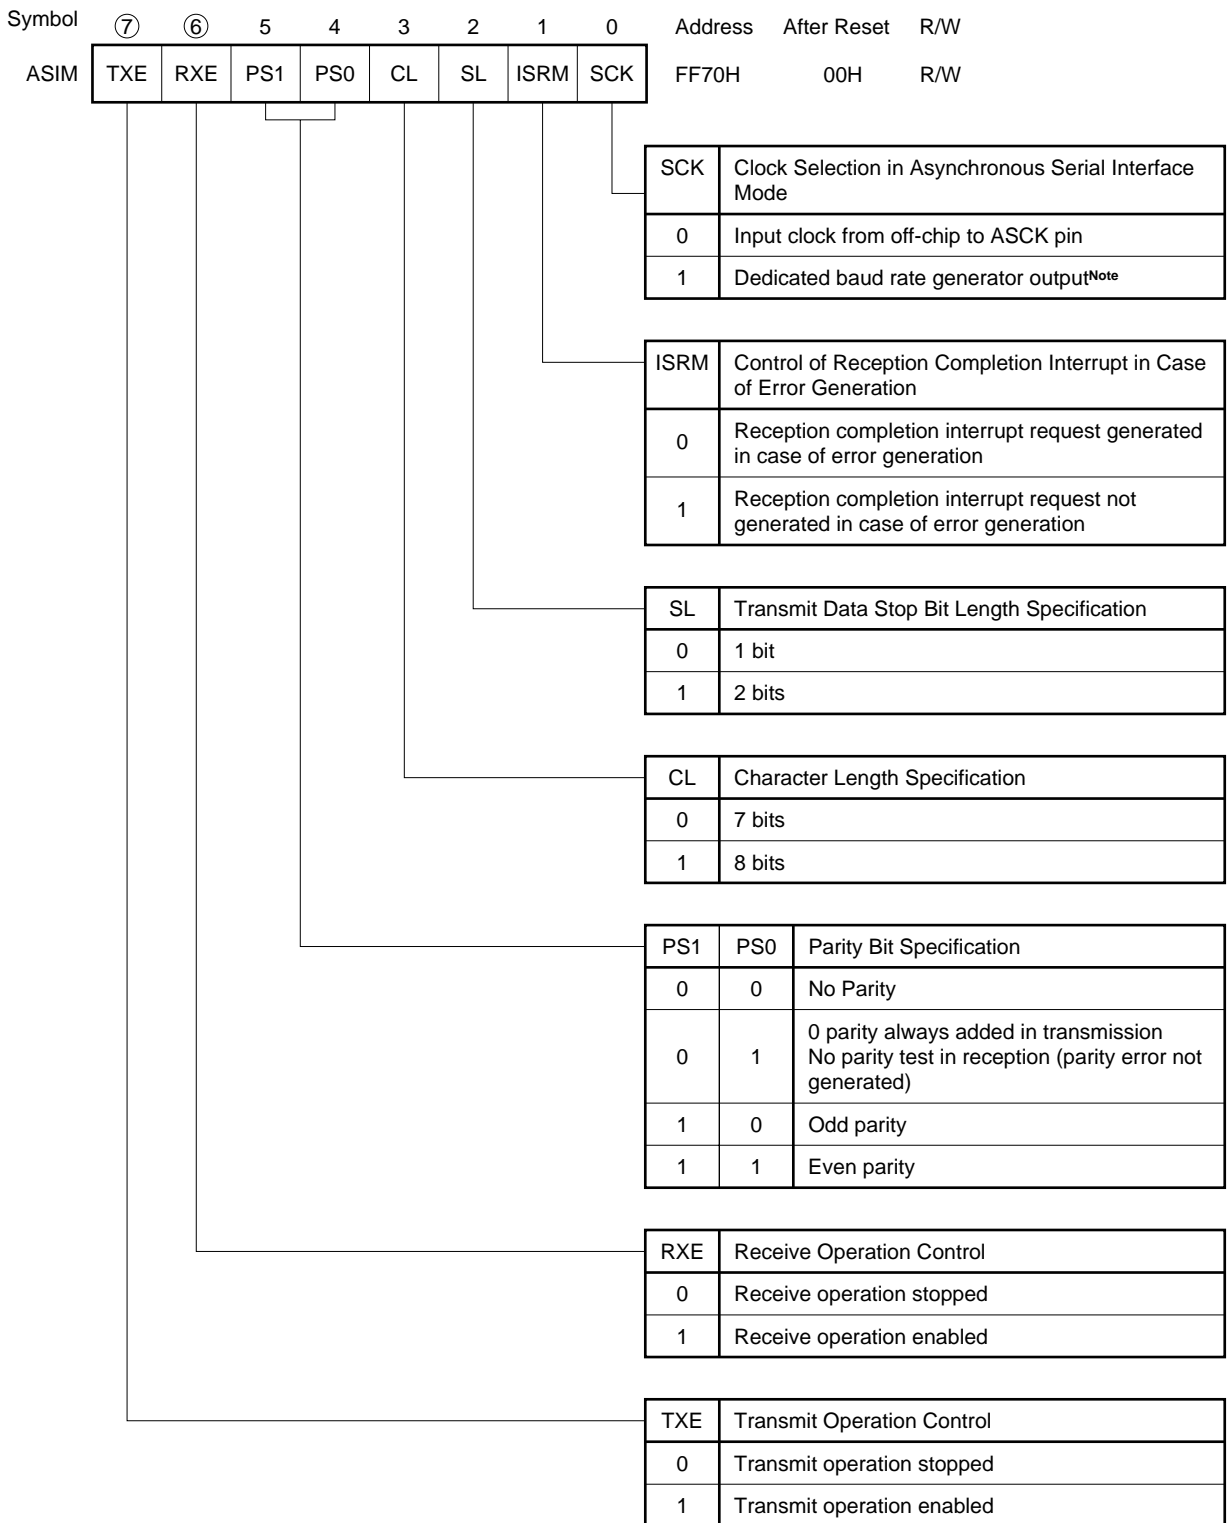 Symbol ⑦ ⑥ 5 4 3 2 1 0 Address After Reset R/W
ASIM TXE RXE PS1 PS0 CL SL ISRM SCK FF70H 00H R/W
SCK Clock Selection in Asynchronous Serial Interface
Mode
0 Input clock from off-chip to ASCK pin
1 Dedicated baud rate generator outputNote
ISRM Control of Reception Completion Interrupt in Case
of Error Generation
0 Reception completion interrupt request generated
in case of error generation
1 Reception completion interrupt request not
generated in case of error generation
SL Transmit Data Stop Bit Length Specification
0 1 bit
1 2 bits
CL Character Length Specification
0 7 bits
1 8 bits
PS1 PS0 Parity Bit Specification
0 0 No Parity
0 1 0 parity always added in transmission
No parity test in reception (parity error not
generated)
1 0 Odd parity
1 1 Even parity
RXE Receive Operation Control
0 Receive operation stopped
1 Receive operation enabled
TXE Transmit Operation Control
0 Transmit operation stopped
1 Transmit operation enabled